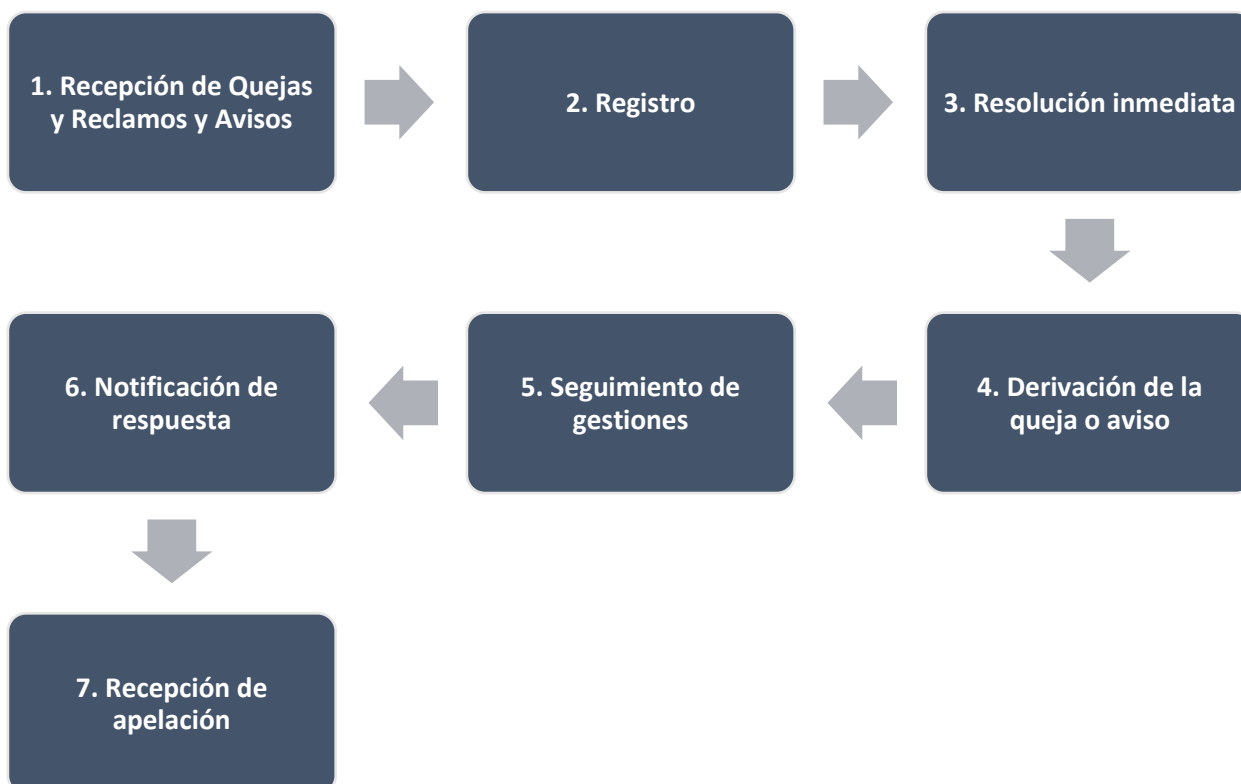 1. Recepción de Quejas
y Reclamos y Avisos
2. Registro
3. Resolución inmediata
4. Derivación de la
queja o aviso
5. Seguimiento de
gestiones
6. Notificación de
respuesta
7. Recepción de
apelación